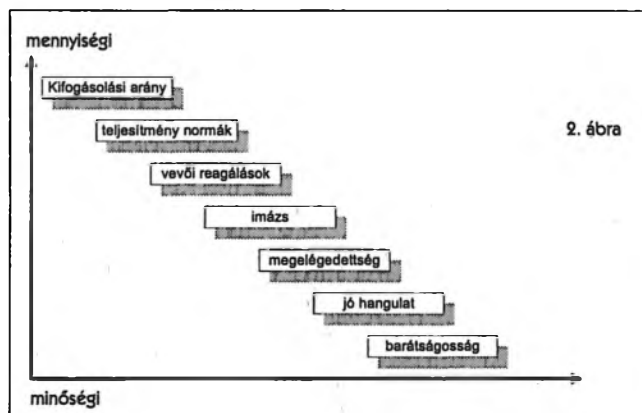 mennyiségi
Kifogásolási arány
teljesítmény normák
2. ábra
vevői reagálások
imázs
megelégedettség
jó hangulat
barátságosság
minőségi